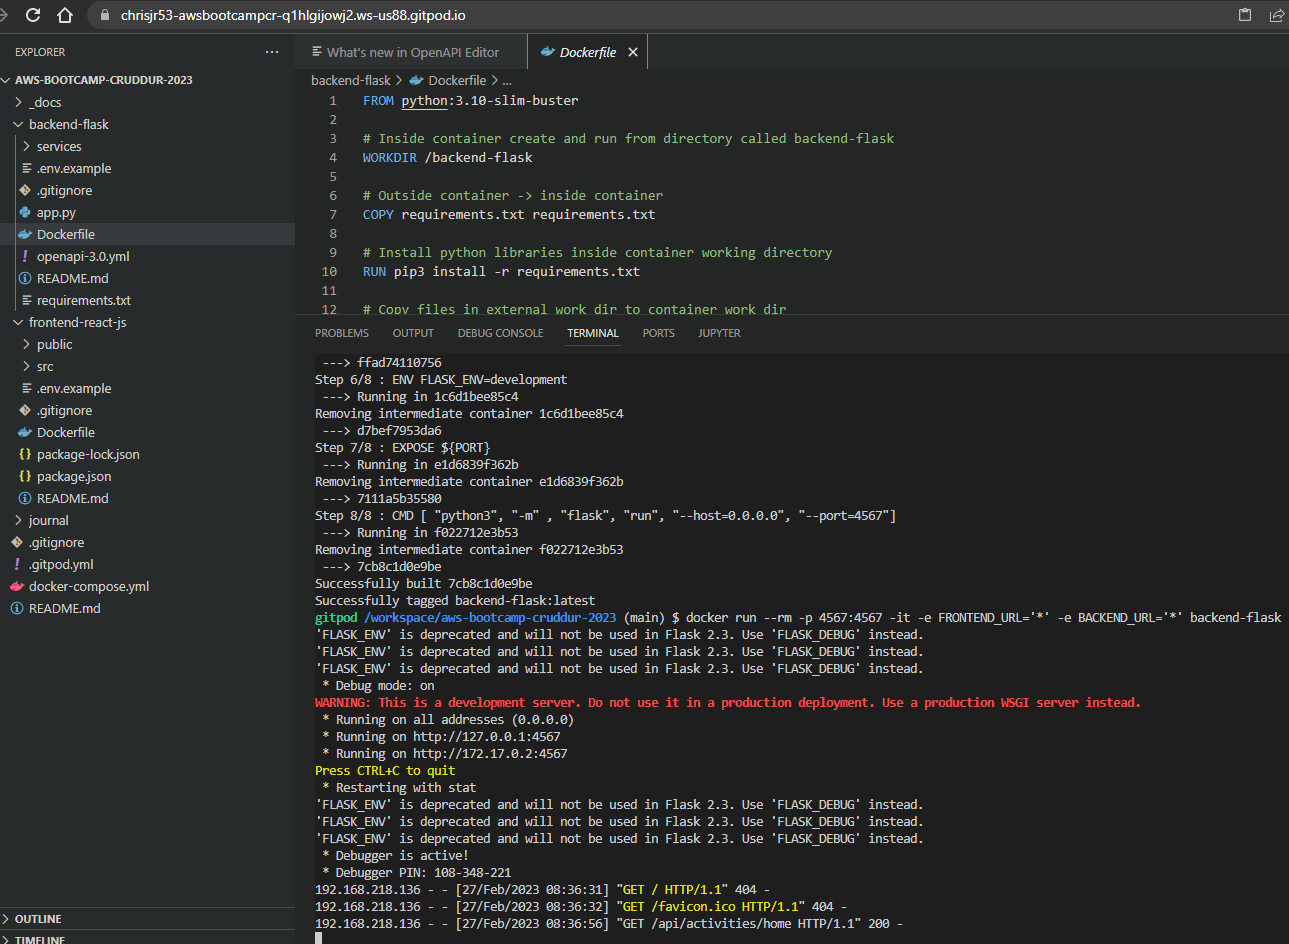 chrisjr53-awsbootcampcr-q1hlgijowj2.ws-us88.gitpod.io
EXPLORER
AWS-BOOTCAMP-CRUDDUR-2023
_docs
backend-flask
services
.env.example
.gitignore
app.py
Dockerfile
openapi-3.0.yml
README.md
requirements.txt
frontend-react-js
public
src
.env.example
.gitignore
Dockerfile
package-lock.json
package.json
README.md
journal
.gitignore
.gitpod.yml
docker-compose.yml
README.md
OUTLINE
TIMELINE
What's new in OpenAPI Editor
Dockerfile
backend-flask > Dockerfile > ...
1 FROM python:3.10-slim-buster
2
3 # Inside container create and run from directory called backend-flask
4 WORKDIR /backend-flask
5
6 # Outside container -> inside container
7 COPY requirements.txt requirements.txt
8
9 # Install python libraries inside container working directory
10 RUN pip3 install -r requirements.txt
11
12 # Copy files in external work dir to container work dir
PROBLEMS OUTPUT DEBUG CONSOLE TERMINAL PORTS JUPYTER
---> ffad74110756
Step 6/8 : ENV FLASK_ENV=development
---> Running in 1c6d1bee85c4
Removing intermediate container 1c6d1bee85c4
---> d7bef7953da6
Step 7/8 : EXPOSE ${PORT}
---> Running in e1d6839f362b
Removing intermediate container e1d6839f362b
---> 7111a5b35580
Step 8/8 : CMD [ "python3", "-m" , "flask", "run", "--host=0.0.0.0", "--port=4567"]
---> Running in f022712e3b53
Removing intermediate container f022712e3b53
---> 7cb8c1d0e9be
Successfully built 7cb8c1d0e9be
Successfully tagged backend-flask:latest
gitpod /workspace/aws-bootcamp-cruddur-2023 (main) $ docker run --rm -p 4567:4567 -it -e FRONTEND_URL='*' -e BACKEND_URL='*' backend-flask
'FLASK_ENV' is deprecated and will not be used in Flask 2.3. Use 'FLASK_DEBUG' instead.
'FLASK_ENV' is deprecated and will not be used in Flask 2.3. Use 'FLASK_DEBUG' instead.
'FLASK_ENV' is deprecated and will not be used in Flask 2.3. Use 'FLASK_DEBUG' instead.
* Debug mode: on
WARNING: This is a development server. Do not use it in a production deployment. Use a production WSGI server instead.
* Running on all addresses (0.0.0.0)
* Running on http://127.0.0.1:4567
* Running on http://172.17.0.2:4567
Press CTRL+C to quit
* Restarting with stat
'FLASK_ENV' is deprecated and will not be used in Flask 2.3. Use 'FLASK_DEBUG' instead.
'FLASK_ENV' is deprecated and will not be used in Flask 2.3. Use 'FLASK_DEBUG' instead.
'FLASK_ENV' is deprecated and will not be used in Flask 2.3. Use 'FLASK_DEBUG' instead.
* Debugger is active!
* Debugger PIN: 108-348-221
192.168.218.136 - - [27/Feb/2023 08:36:31] "GET / HTTP/1.1" 404 -
192.168.218.136 - - [27/Feb/2023 08:36:32] "GET /favicon.ico HTTP/1.1" 404 -
192.168.218.136 - - [27/Feb/2023 08:36:56] "GET /api/activities/home HTTP/1.1" 200 -